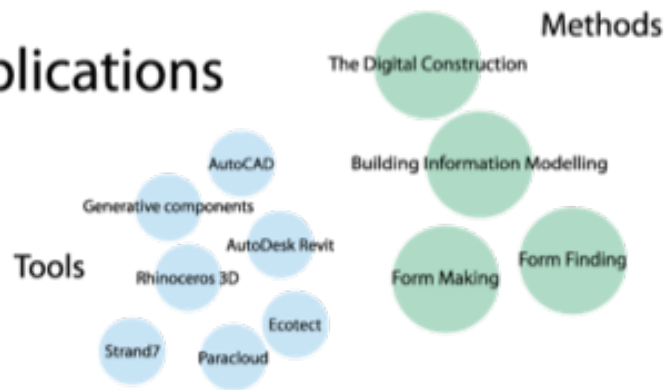 plications
Methods
The Digital Construction
Building Information Modelling
Form Making
Form Finding
Tools
AutoCAD
Generative components
AutoDesk Revit
Rhinoceros 3D
Ecotect
Strand7
Paracloud